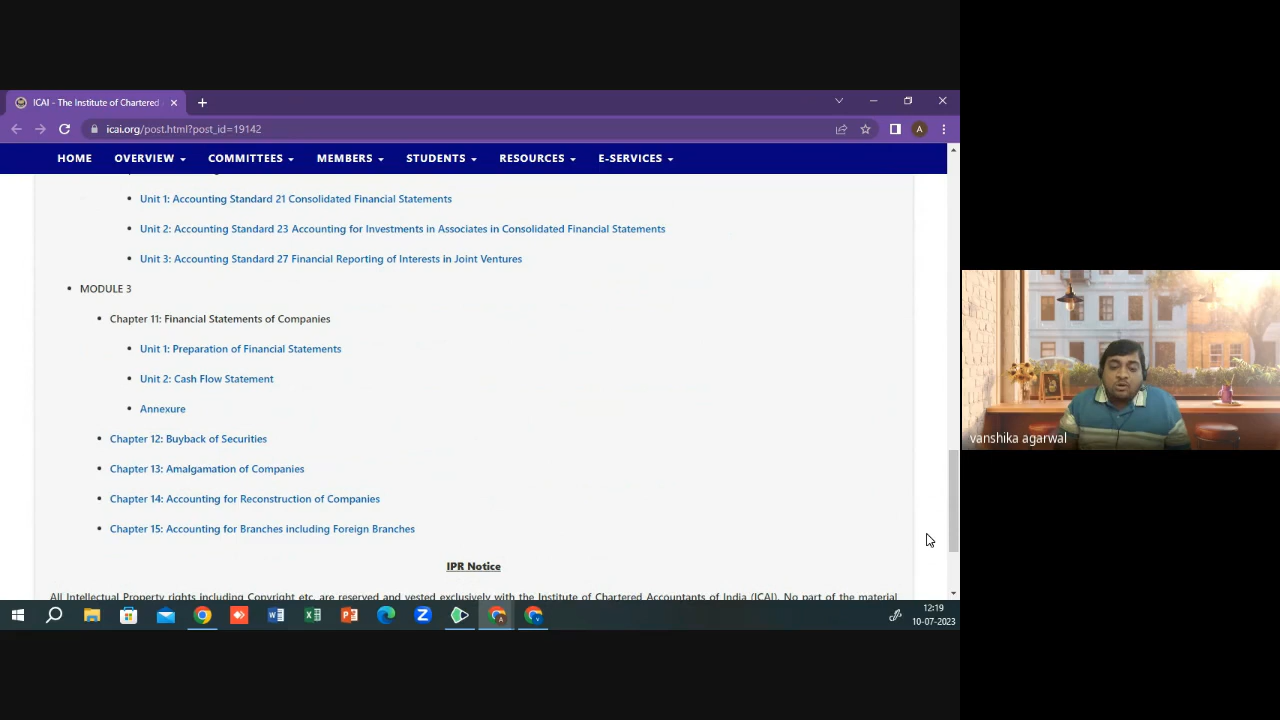 ICAI - The Institute of Chartered
icai.org/post.html?post_id=19142
A
HOME OVERVIEW COMMITTEES MEMBERS STUDENTS RESOURCES E-SERVICES
Unit 1: Accounting Standard 21 Consolidated Financial Statements
Unit 2: Accounting Standard 23 Accounting for Investments in Associates in Consolidated Financial Statements
Unit 3: Accounting Standard 27 Financial Reporting of Interests in Joint Ventures
MODULE 3
Chapter 11: Financial Statements of Companies
Unit 1: Preparation of Financial Statements
Unit 2: Cash Flow Statement
Annexure
Chapter 12: Buyback of Securities
Chapter 13: Amalgamation of Companies
Chapter 14: Accounting for Reconstruction of Companies
Chapter 15: Accounting for Branches including Foreign Branches
IPR Notice
All Intellectual Property rights including Copyright etc. are reserved and vested exclusively with the Institute of Chartered Accountants of India (ICAI). No part of the material
12:19
10-07-2023
vanshika agarwal